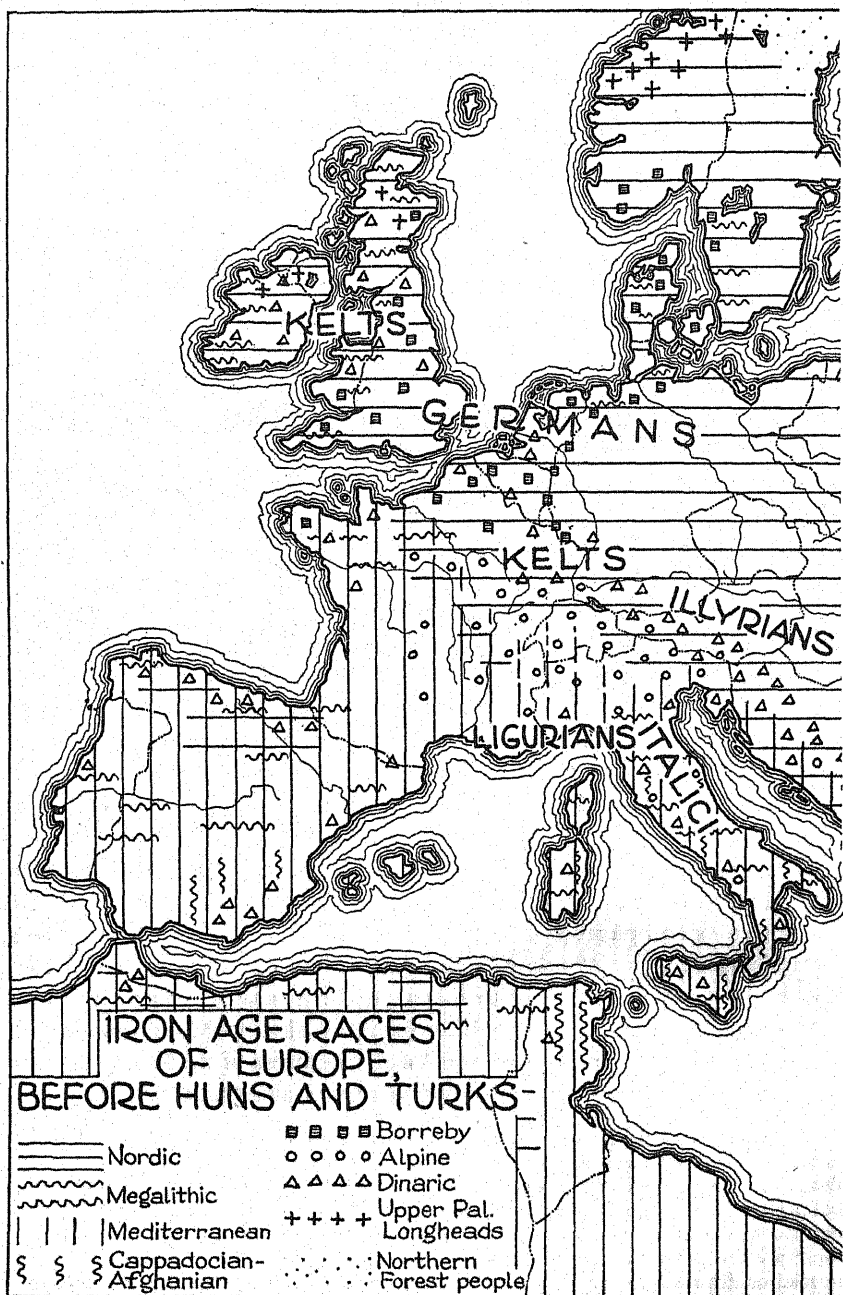 KELTS
GERMANS
KELTS
ILLYRIANS
LIGURIANS
ITALICI
IRON AGE RACES
OF EUROPE,
BEFORE HUNS AND TURKS
Nordic
Megalithic
Mediterranean
Cappadocian-
Afghanian
Borreby
Alpine
Dinaric
Upper Pal.
Longheads
Northern
Forest people